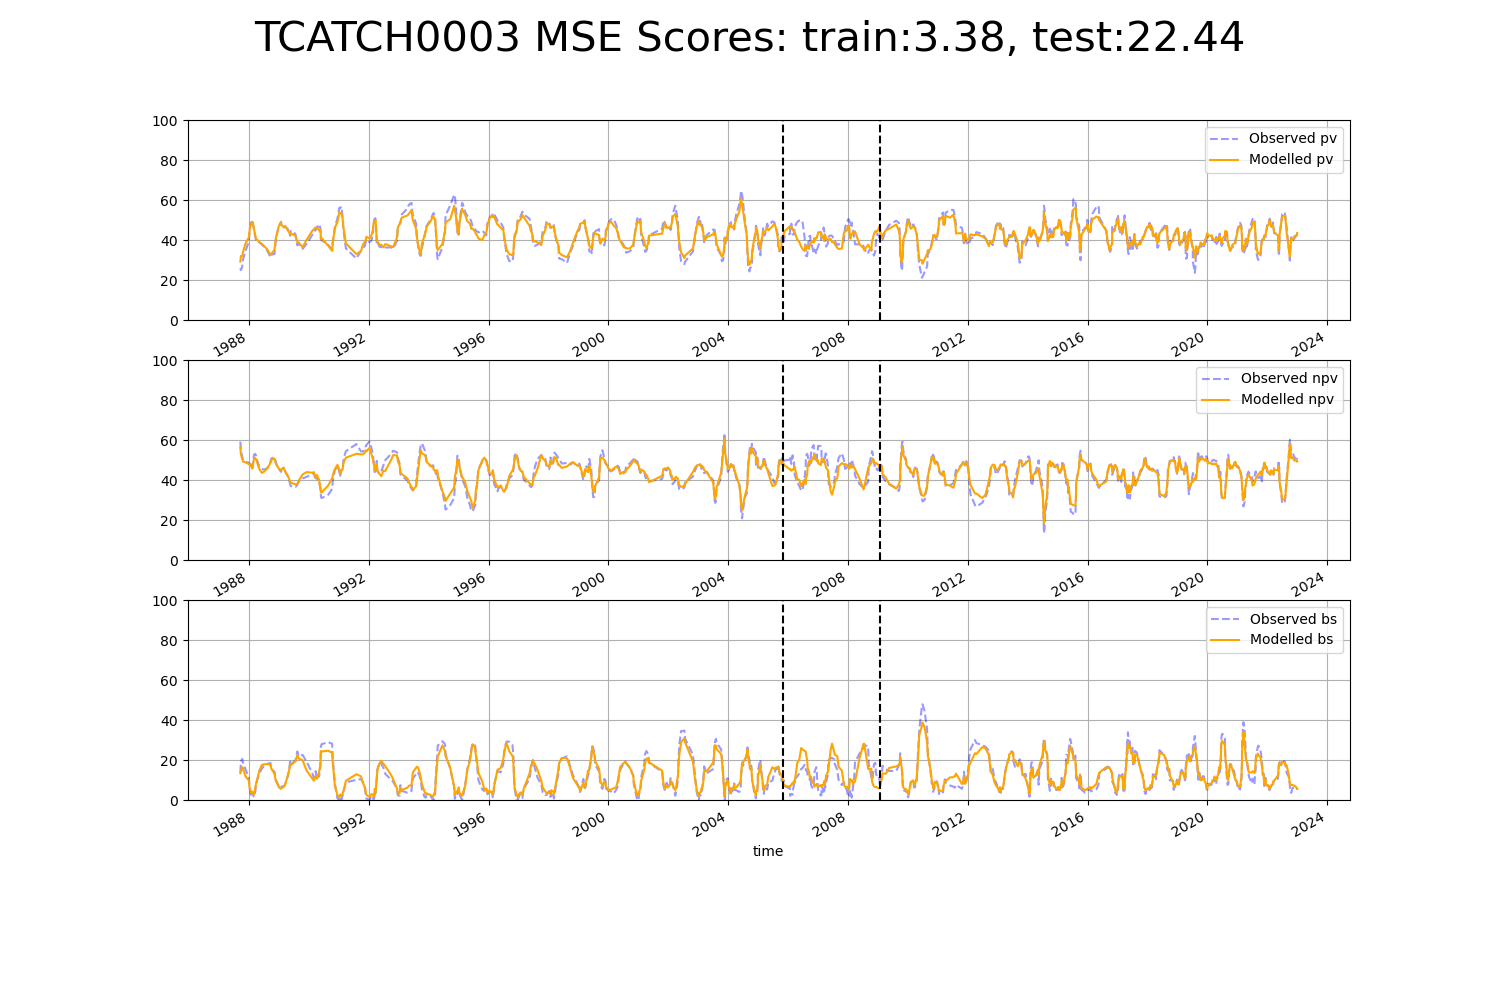 TCATCH0003 MSE Scores: train:3.38, test:22.44
100
80
60
40
20
0
Observed pv
Modelled pv
1988 1992 1996 2000 2004 2008 2012 2016 2020 2024
100
80
60
40
20
0
Observed npv
Modelled npv
1988 1992 1996 2000 2004 2008 2012 2016 2020 2024
100
80
60
40
20
0
Observed bs
Modelled bs
1988 1992 1996 2000 2004 2008 2012 2016 2020 2024
time